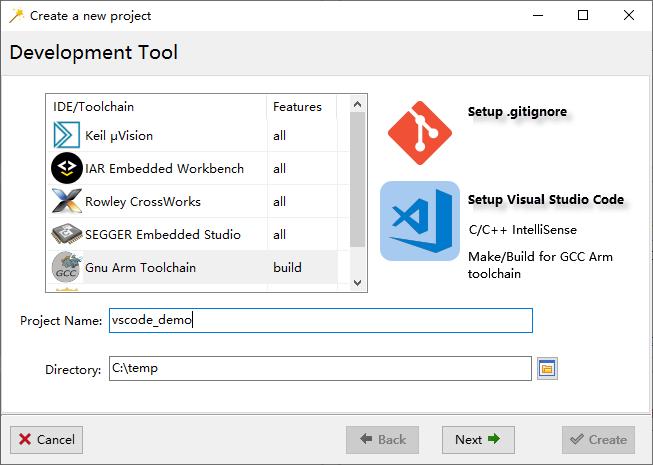 Create a new project
Development Tool
IDE/Toolchain Features
Keil µVision all
IAR Embedded Workbench all
Rowley CrossWorks all
SEGGER Embedded Studio all
GCC Gnu Arm Toolchain build
Setup .gitignore
Setup Visual Studio Code
C/C++ IntelliSense
Make/Build for GCC Arm
toolchain
Project Name: vscode_demo
Directory: C:\temp
Cancel Back Next Create